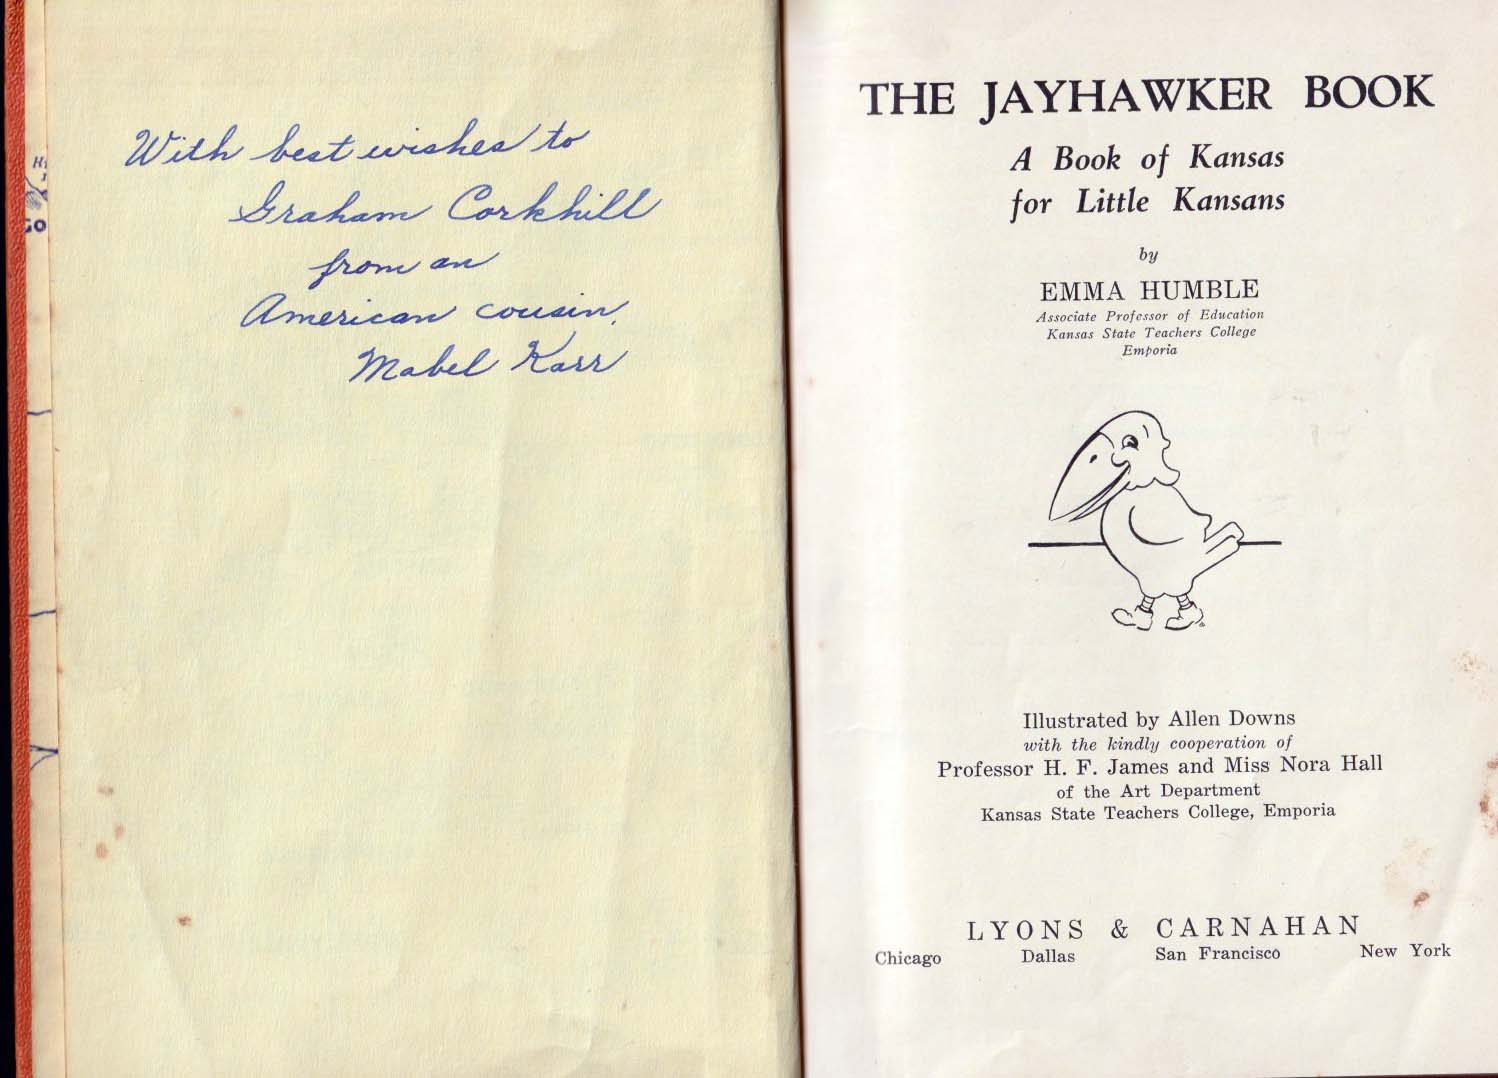 With best wishes to
Graham Corkhill
from an
American cousin.
Mabel Karr
THE JAYHAWKER BOOK
A Book of Kansas
for Little Kansans
by
EMMA HUMBLE
Associate Professor of Education
Kansas State Teachers College
Emporia
Illustrated by Allen Downs
with the kindly cooperation of
Professor H. F. James and Miss Nora Hall
of the Art Department
Kansas State Teachers College, Emporia
LYONS & CARNAHAN
Chicago Dallas San Francisco New York